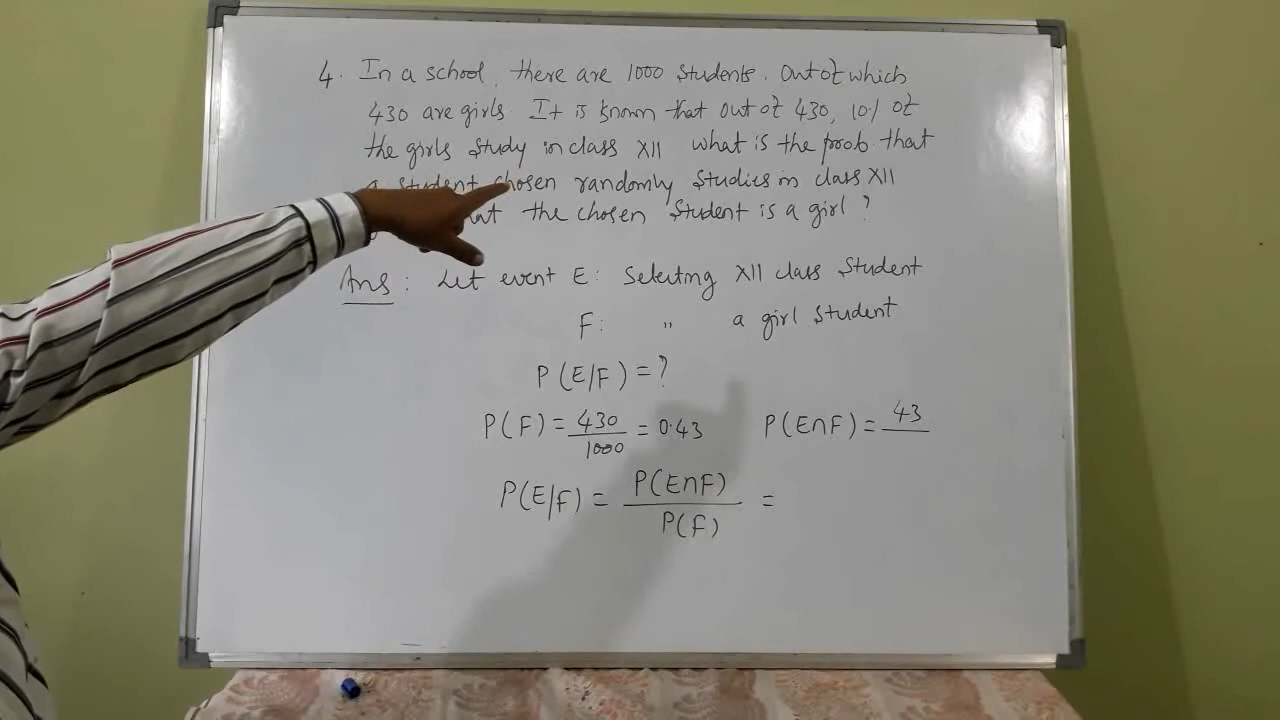 4. In a school, there are 1000 students. Out of which
430 are girls. It is known that out of 430, 10% of
the girls study in class XII what is the prob. that
a student chosen randomly studies in class XII
the chosen student is a girl ?
Ans : Let event E : Selecting XII class Student
F : " a girl student
P(E/F) = ?
P(F) = 430/1000 = 0.43 P(E∩F) = 43/
P(E/F) = P(E∩F)/P(F) =